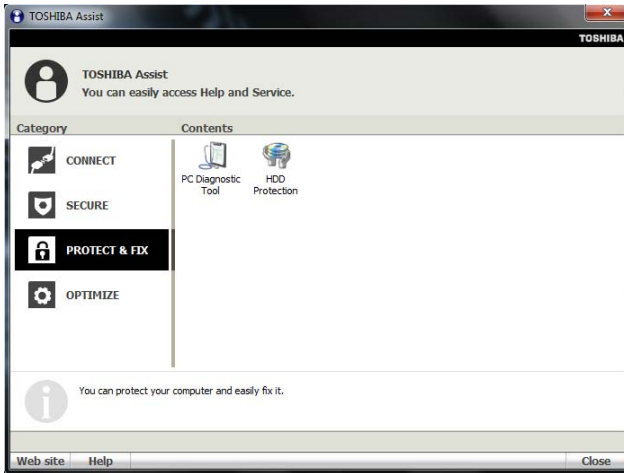 TOSHIBA Assist
TOSHIBA
TOSHIBA Assist
You can easily access Help and Service.
Category
Contents
CONNECT
SECURE
PROTECT & FIX
OPTIMIZE
PC Diagnostic
Tool
HDD
Protection
You can protect your computer and easily fix it.
Web site
Help
Close